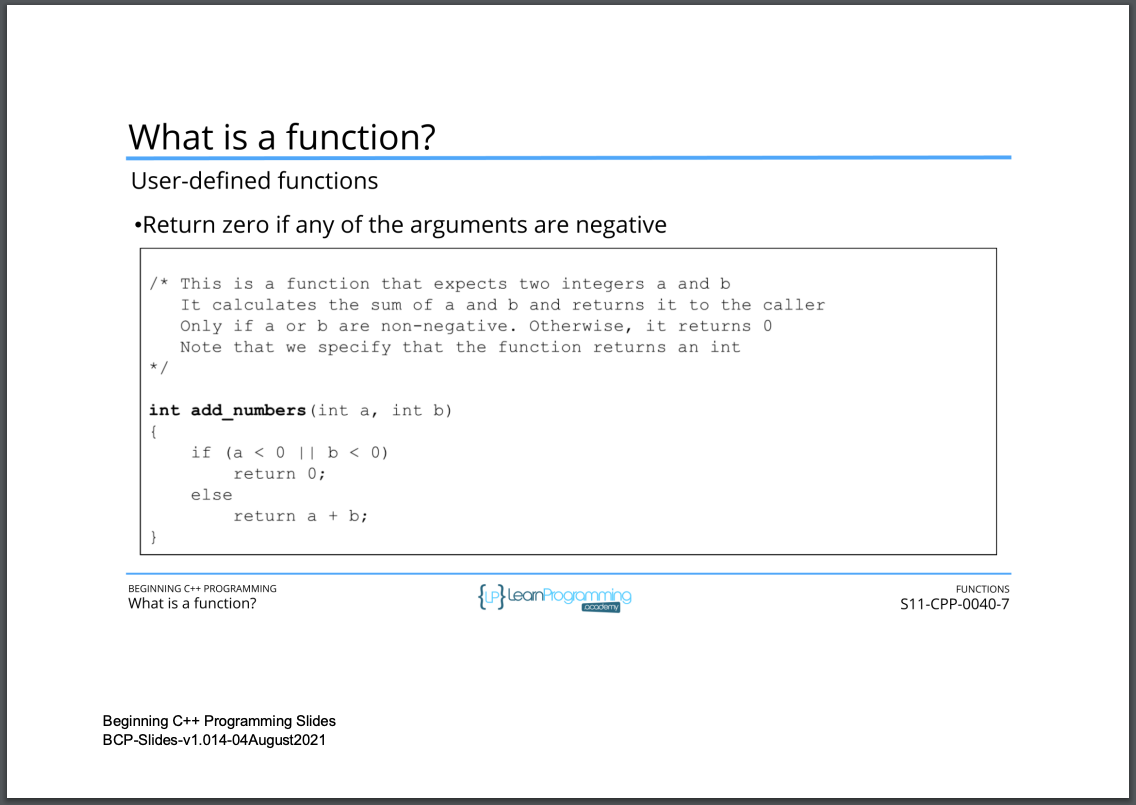 What is a function?
User-defined functions
•Return zero if any of the arguments are negative
/* This is a function that expects two integers a and b
   It calculates the sum of a and b and returns it to the caller
   Only if a or b are non-negative. Otherwise, it returns 0
   Note that we specify that the function returns an int
*/
int add_numbers(int a, int b)
{
    if (a < 0 || b < 0)
        return 0;
    else
        return a + b;
}
BEGINNING C++ PROGRAMMING
What is a function?
{LP} LearnProgramming
academy
FUNCTIONS
S11-CPP-0040-7
Beginning C++ Programming Slides
BCP-Slides-v1.014-04August2021